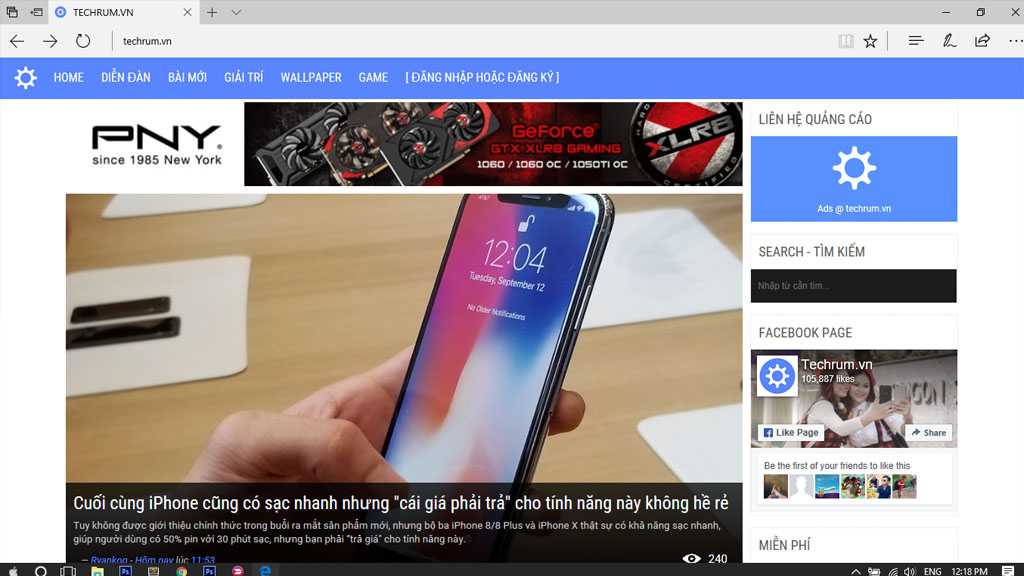 TECHRUM.VN
techrum.vn
HOME DIỄN ĐÀN BÀI MỚI GIẢI TRÍ WALLPAPER GAME [ ĐĂNG NHẬP HOẶC ĐĂNG KÝ ]
PNY.
since 1985 New York
GeForce
GTX XLR8 GAMING
1060 / 1060 OC / 1050TI OC
HARD
XLR8
CERTIFIED
LIÊN HỆ QUẢNG CÁO
Ads @ techrum.vn
SEARCH - TÌM KIẾM
Nhập từ cần tìm...
FACEBOOK PAGE
Techrum.vn
105,887 likes
Like Page
Share
Be the first of your friends to like this
MIỄN PHÍ
AT&T
12:04
Tuesday, September 12
No Older Notifications
Cuối cùng iPhone cũng có sạc nhanh nhưng "cái giá phải trả" cho tính năng này không hề rẻ
Tuy không được giới thiệu chính thức trong buổi ra mắt sản phẩm mới, nhưng bộ ba iPhone 8/8 Plus và iPhone X thật sự có khả năng sạc nhanh,
giúp người dùng có 50% pin với 30 phút sạc, nhưng bạn phải "trả giá" cho tính năng này.
— Ryankog - Hôm nay lúc 11:53
240
ENG 12:18 PM